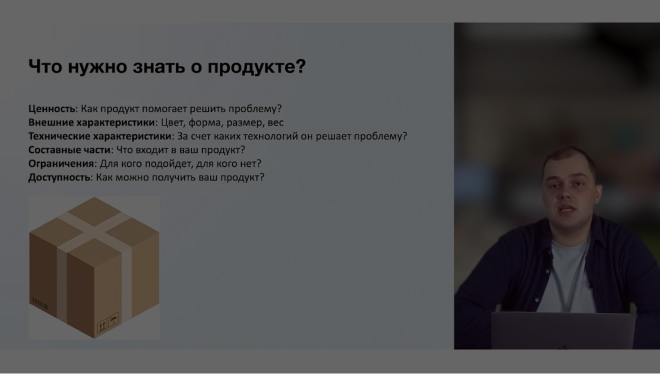 Что нужно знать о продукте?
Ценность: Как продукт помогает решить проблему?
Внешние характеристики: Цвет, форма, размер, вес
Технические характеристики: За счет каких технологий он решает проблему?
Составные части: Что входит в ваш продукт?
Ограничения: Для кого подойдет, для кого нет?
Доступность: Как можно получить ваш продукт?